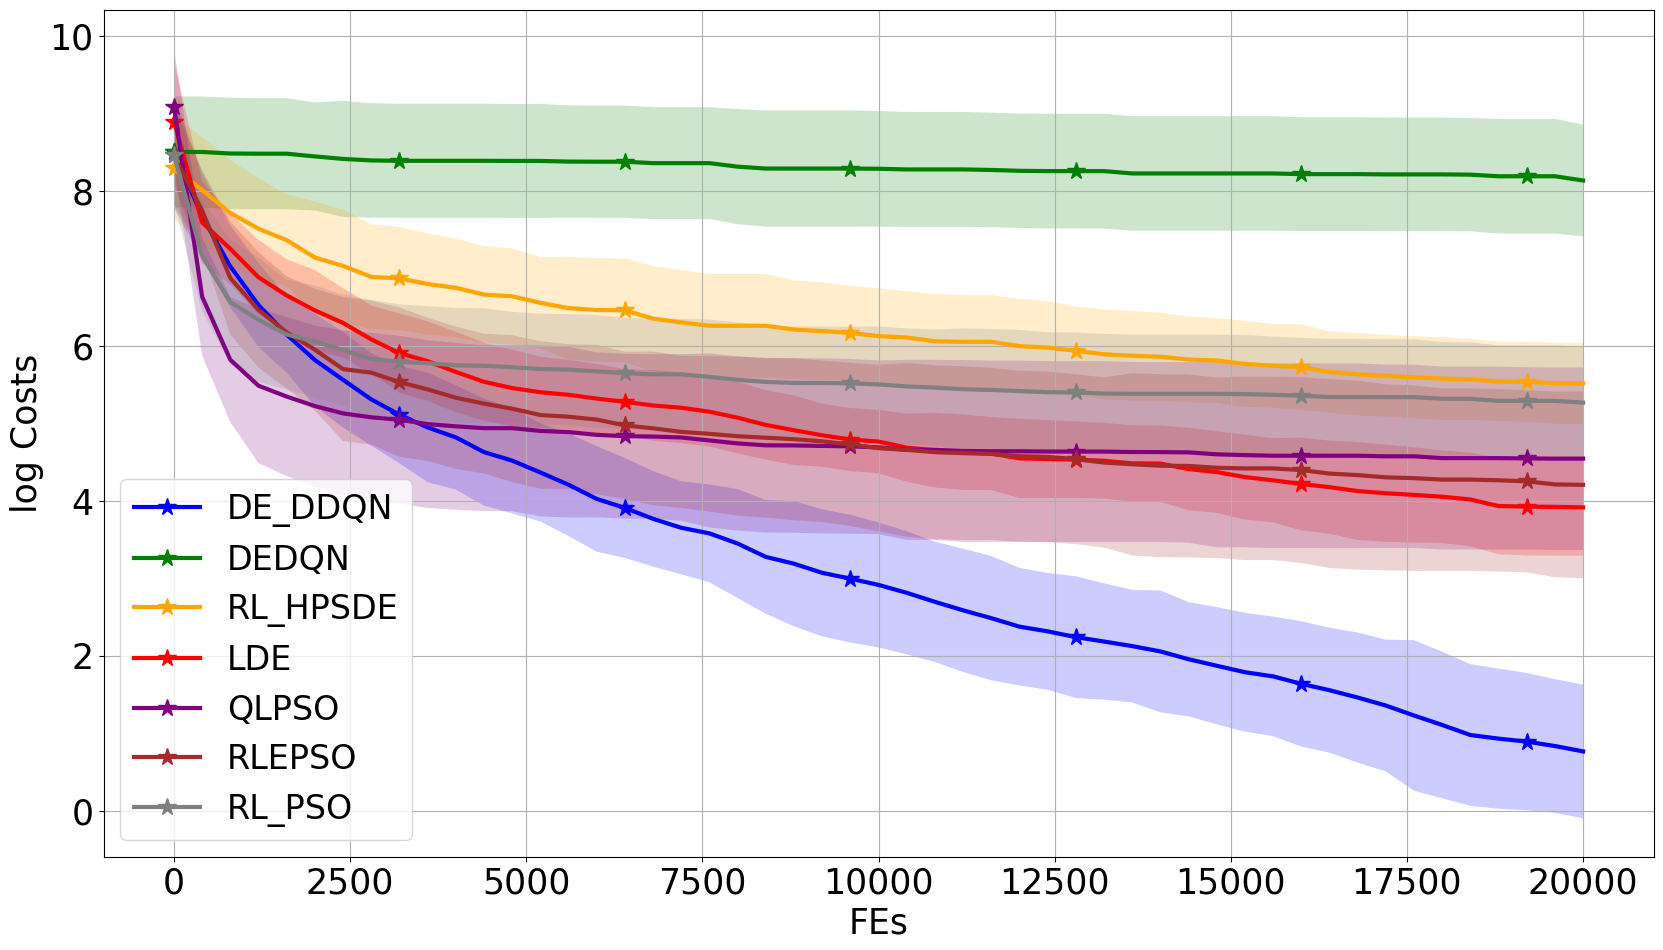 log Costs
10
8
6
4
2
0
DE_DDQN
DEDQN
RL_HPSDE
LDE
QLPSO
RLEPSO
RL_PSO
0 2500 5000 7500 10000 12500 15000 17500 20000
FEs